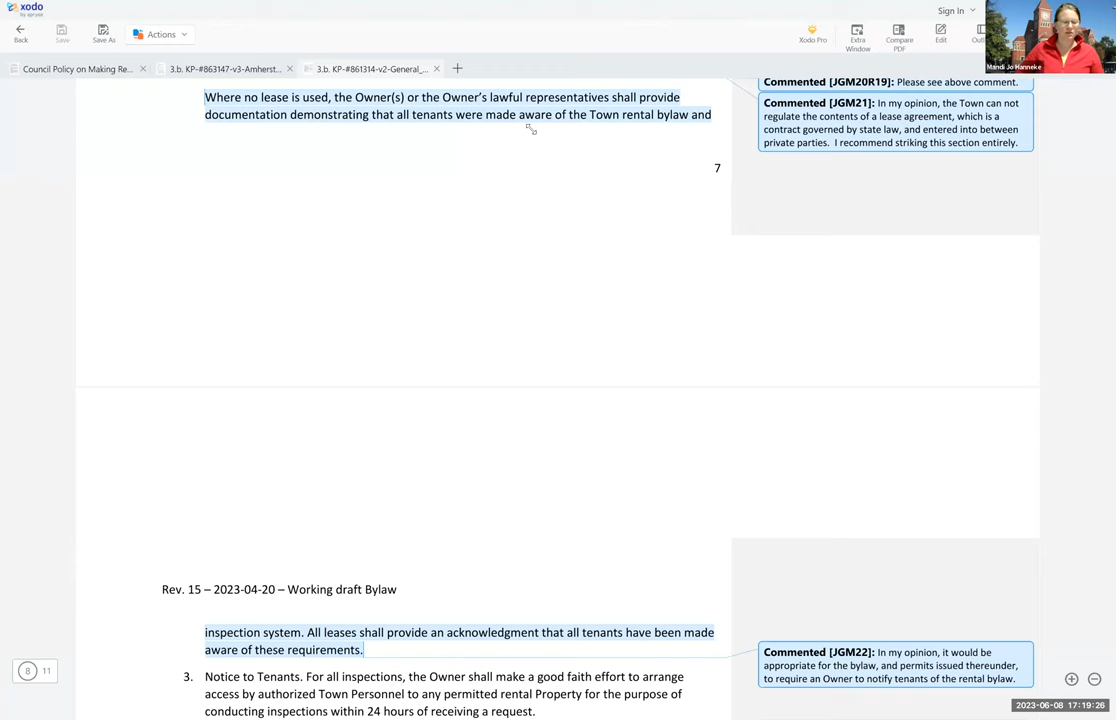 xodo
by apryse
Sign In
Back
Save
Save As
Actions
Xodo Pro
Extra
Window
Compare
PDF
Edit
Mandi Jo Hanneke
Council Policy on Making Re...
3.b. KP-#863147-v3-Amherst...
3.b. KP-#861314-v2-General_...
Where no lease is used, the Owner(s) or the Owner's lawful representatives shall provide
documentation demonstrating that all tenants were made aware of the Town rental bylaw and
Commented [JGM20R19]: Please see above comment.
Commented [JGM21]: In my opinion, the Town can not
regulate the contents of a lease agreement, which is a
contract governed by state law, and entered into between
private parties.  I recommend striking this section entirely.
7
Rev. 15 – 2023-04-20 – Working draft Bylaw
inspection system. All leases shall provide an acknowledgment that all tenants have been made
aware of these requirements.
Commented [JGM22]: In my opinion, it would be
appropriate for the bylaw, and permits issued thereunder,
to require an Owner to notify tenants of the rental bylaw.
3. Notice to Tenants. For all inspections, the Owner shall make a good faith effort to arrange
access by authorized Town Personnel to any permitted rental Property for the purpose of
conducting inspections within 24 hours of receiving a request.
8 11
2023-06-08 17:19:26